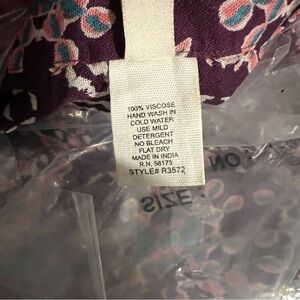 100% VISCOSE
HAND WASH IN
COLD WATER
USE MILD
DETERGENT
NO BLEACH
FLAT DRY
MADE IN INDIA
R.N. 58173
STYLE# R3572
SIZE NO